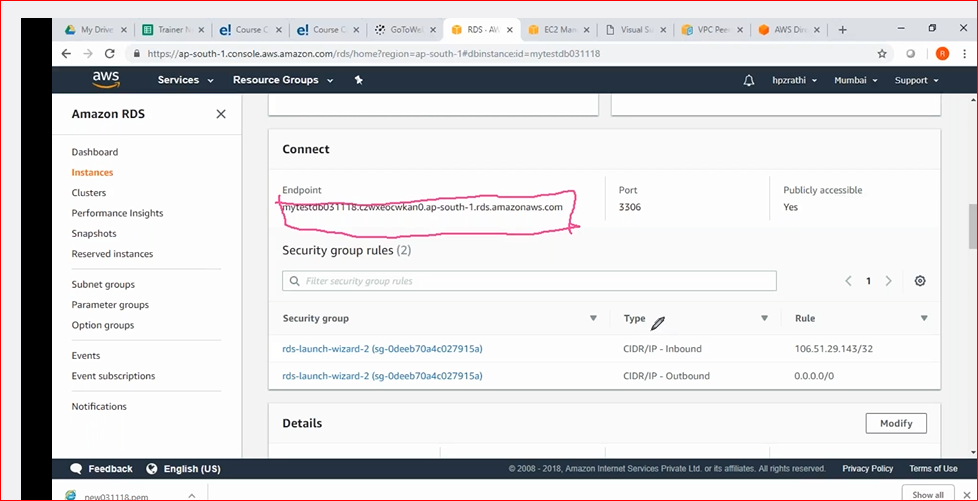 My Drive
Trainer N
Course C
Course C
GoToWeb
RDS - AW
EC2 Man
Visual S
VPC Peer
AWS Dir
https://ap-south-1.console.aws.amazon.com/rds/home?region=ap-south-1#dbinstance:id=mytestdb031118
aws Services Resource Groups hpzrathi Mumbai Support
Amazon RDS
Dashboard
Instances
Clusters
Performance Insights
Snapshots
Reserved instances
Subnet groups
Parameter groups
Option groups
Events
Event subscriptions
Notifications
Connect
Endpoint
mytestdb031118.czwxeocwkan0.ap-south-1.rds.amazonaws.com
Port
3306
Publicly accessible
Yes
Security group rules (2)
Filter security group rules
1
Security group Type Rule
rds-launch-wizard-2 (sg-0deeb70a4c027915a) CIDR/IP - Inbound 106.51.29.143/32
rds-launch-wizard-2 (sg-0deeb70a4c027915a) CIDR/IP - Outbound 0.0.0.0/0
Details Modify
Feedback English (US) © 2008 - 2018, Amazon Internet Services Private Ltd. or its affiliates. All rights reserved. Privacy Policy Terms of Use
new031118.pem Show all